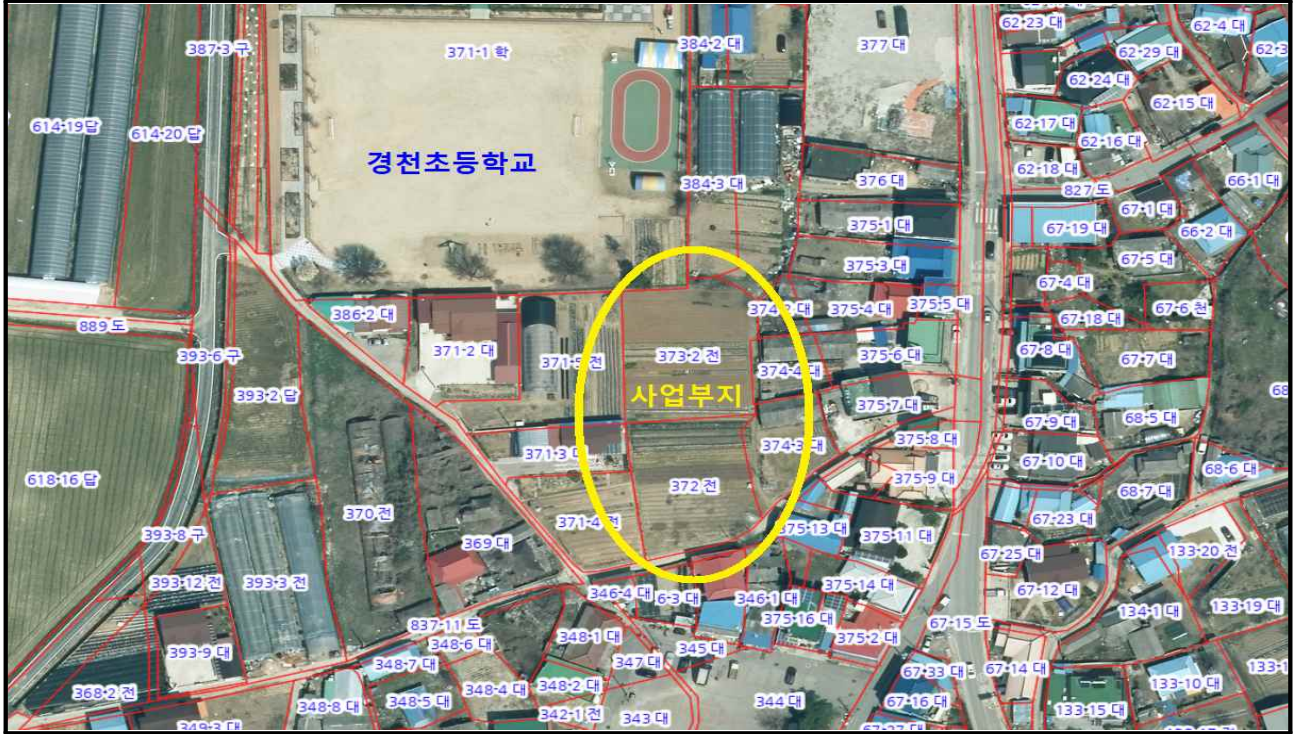 387-3 구
371-1 학
384-2 대
377 대
62-23 대
62-4 대
62-29 대
62-24 대
62-15 대
614-19답
614-20 답
62-17 대
62-16 대
경천초등학교
62-18 대
384-3 대
376 대
827 도
66-1 대
67-1 대
375-1 대
67-19 대
66-2 대
67-5 대
375-3 대
67-4 대
386-2 대
374-2 대
375-4 대
375-5 대
67-6 천
67-18 대
889 도
393-6 구
371-2 대
371-5 전
373-2 전
375-6 대
67-8 대
67-7 대
374-4 대
393-2 답
사업부지
375-7 대
67-9 대
68-5 대
375-8 대
371-3 대
374-3 대
67-10 대
68-6 대
618-16 답
375-9 대
372 전
68-7 대
370 전
371-4 전
375-13 대
375-11 대
67-23 대
393-8 구
369 대
67-25 대
133-20 전
393-12 전
393-3 전
346-4 대
6-3 대
346-1 대
375-14 대
67-12 대
134-1 대
133-19 대
837-11 도
375-16 대
67-15 도
348-6 대
348-1 대
375-2 대
393-9 대
348-7 대
347 대
345 대
67-33 대
67-14 대
368-2 전
348-4 대
348-2 대
133-10 대
348-8 대
348-5 대
342-1 전
343 대
344 대
67-16 대
133-15 대
349-3 대
67-27 대